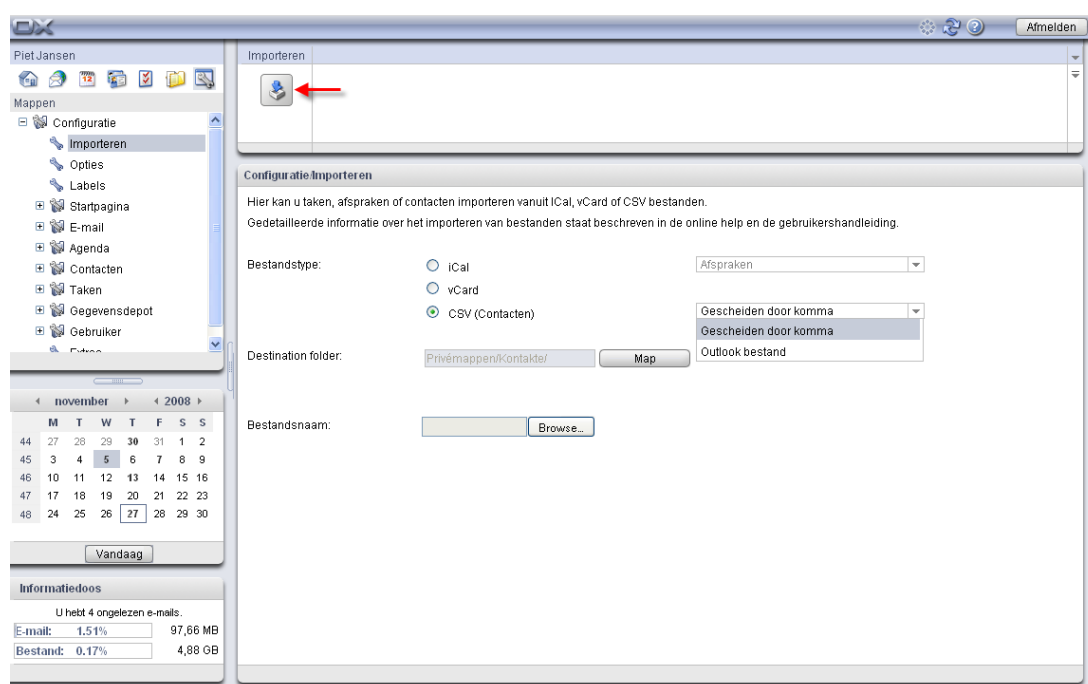 OX
Afmelden
Piet Jansen
Importeren
12
Mappen
Configuratie
Importeren
Opties
Labels
Startpagina
E-mail
Agenda
Contacten
Taken
Gegevensdepot
Gebruiker
Configuratie/Importeren
Hier kan u taken, afspraken of contacten importeren vanuit ICal, vCard of CSV bestanden.
Gedetailleerde informatie over het importeren van bestanden staat beschreven in de online help en de gebruikershandleiding.
Bestandstype:
iCal
Afspraken
vCard
CSV (Contacten)
Gescheiden door komma
Gescheiden door komma
Outlook bestand
Destination folder:
Privémappen/Kontakte/
Map
Bestandsnaam:
Browse...
november 2008
M T W T F S S
44 27 28 29 30 31 1 2
45 3 4 5 6 7 8 9
46 10 11 12 13 14 15 16
47 17 18 19 20 21 22 23
48 24 25 26 27 28 29 30
Vandaag
Informatiedoos
U hebt 4 ongelezen e-mails.
E-mail: 1.51% 97,66 MB
Bestand: 0.17% 4,88 GB